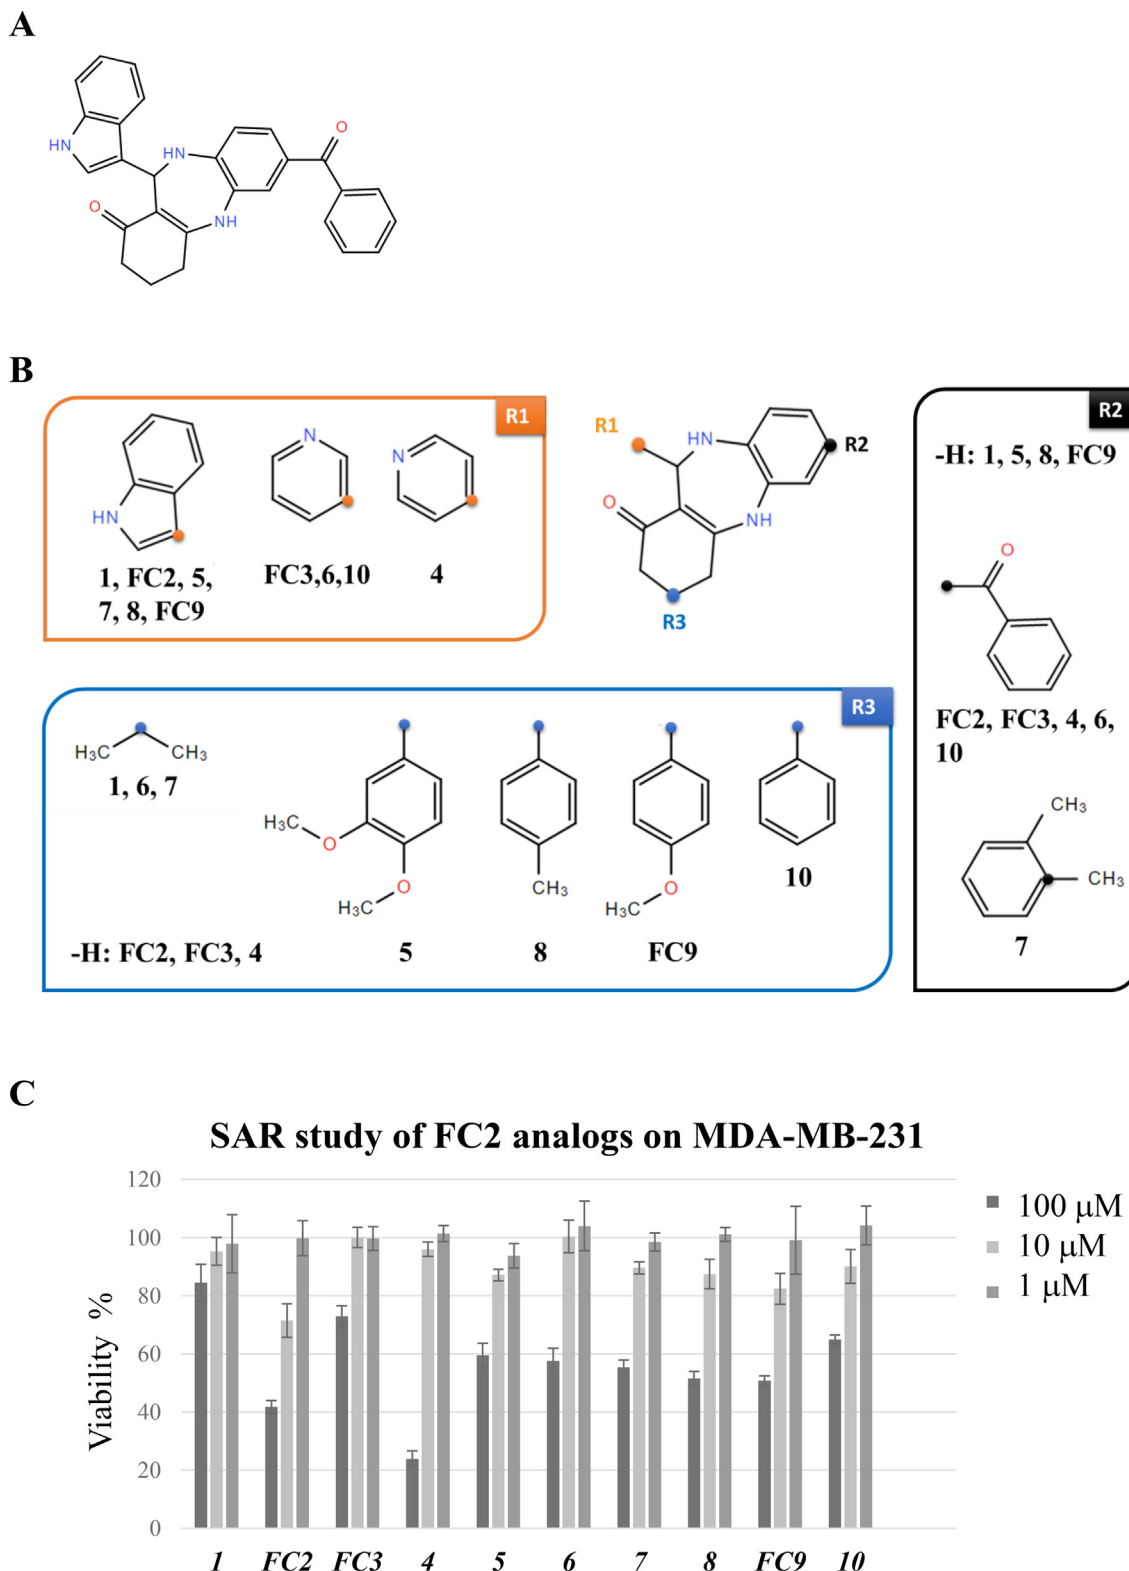 A
HN
HN
NH
O
O
B
R1
HN
1, FC2, 5,
7, 8, FC9
N
FC3,6,10
N
4
R1
HN
R2
O
NH
R3
R2
-H: 1, 5, 8, FC9
O
FC2, FC3, 4, 6,
10
CH₃
CH₃
7
R3
H₃C
CH₃
1, 6, 7
-H: FC2, FC3, 4
H₃C
O
O
H₃C
5
CH₃
8
O
H₃C
FC9
10
C
SAR study of FC2 analogs on MDA-MB-231
Viability %
120
100
80
60
40
20
0
1 FC2 FC3 4 5 6 7 8 FC9 10
100 μM
10 μM
1 μM